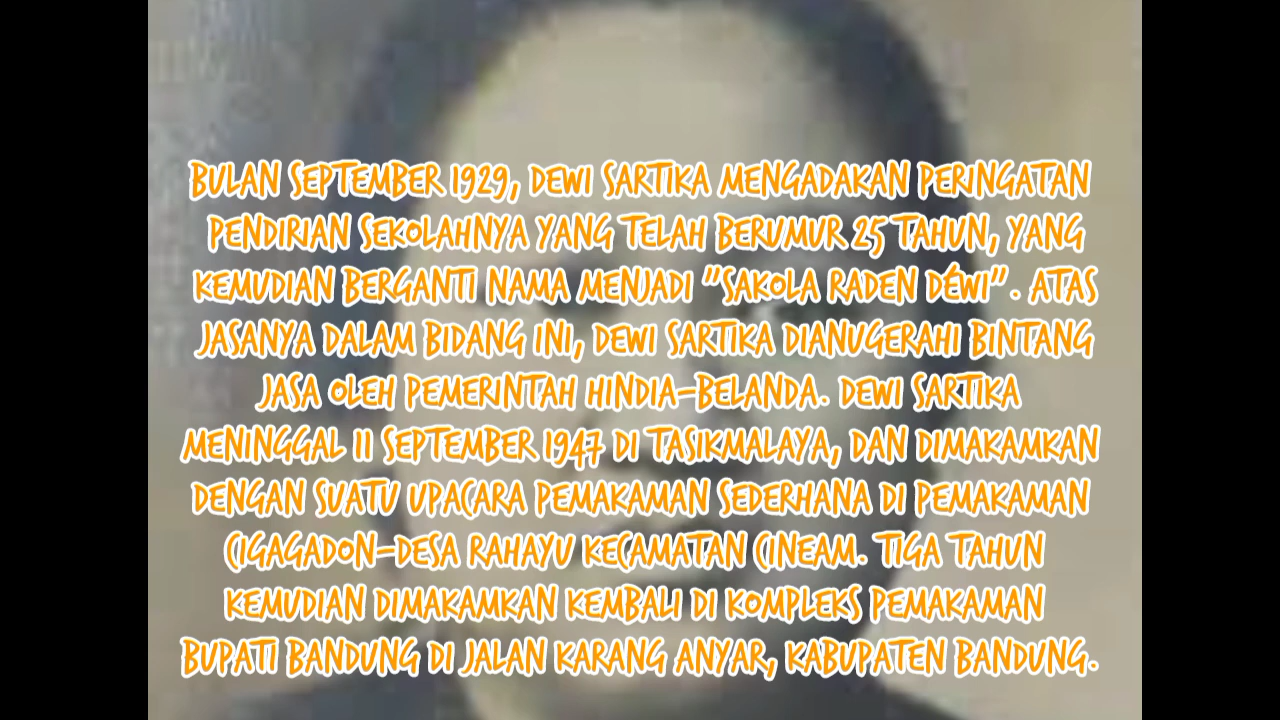 BULAN SEPTEMBER 1929, DEWI SARTIKA MENGADAKAN PERINGATAN
PENDIRIAN SEKOLAHNYA YANG TELAH BERUMUR 25 TAHUN, YANG
KEMUDIAN BERGANTI NAMA MENJADI "SAKOLA RADEN DÉWI". ATAS
JASANYA DALAM BIDANG INI, DEWI SARTIKA DIANUGERAHI BINTANG
JASA OLEH PEMERINTAH HINDIA-BELANDA. DEWI SARTIKA
MENINGGAL 11 SEPTEMBER 1947 DI TASIKMALAYA, DAN DIMAKAMKAN
DENGAN SUATU UPACARA PEMAKAMAN SEDERHANA DI PEMAKAMAN
CIGAGADON-DESA RAHAYU KECAMATAN CINEAM. TIGA TAHUN
KEMUDIAN DIMAKAMKAN KEMBALI DI KOMPLEKS PEMAKAMAN
BUPATI BANDUNG DI JALAN KARANG ANYAR, KABUPATEN BANDUNG.